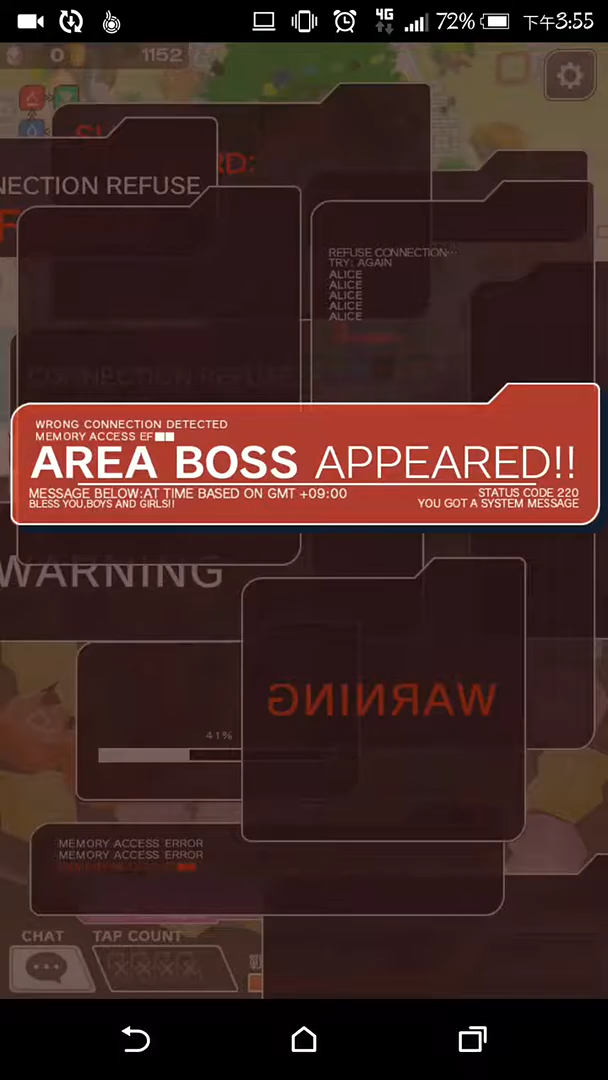 4G
72%
下午3:55
0
1152
RD:
NECTION REFUSE
REFUSE CONNECTION…
TRY: AGAIN
ALICE
ALICE
ALICE
ALICE
ALICE
CONNECTION REFUSE
WRONG CONNECTION DETECTED
MEMORY ACCESS EF
AREA BOSS APPEARED!!
MESSAGE BELOW:AT TIME BASED ON GMT +09:00
STATUS CODE 220
BLESS YOU,BOYS AND GIRLS!!
YOU GOT A SYSTEM MESSAGE
WARNING
WARNING
41%
MEMORY ACCESS ERROR
MEMORY ACCESS ERROR
CHAT
TAP COUNT